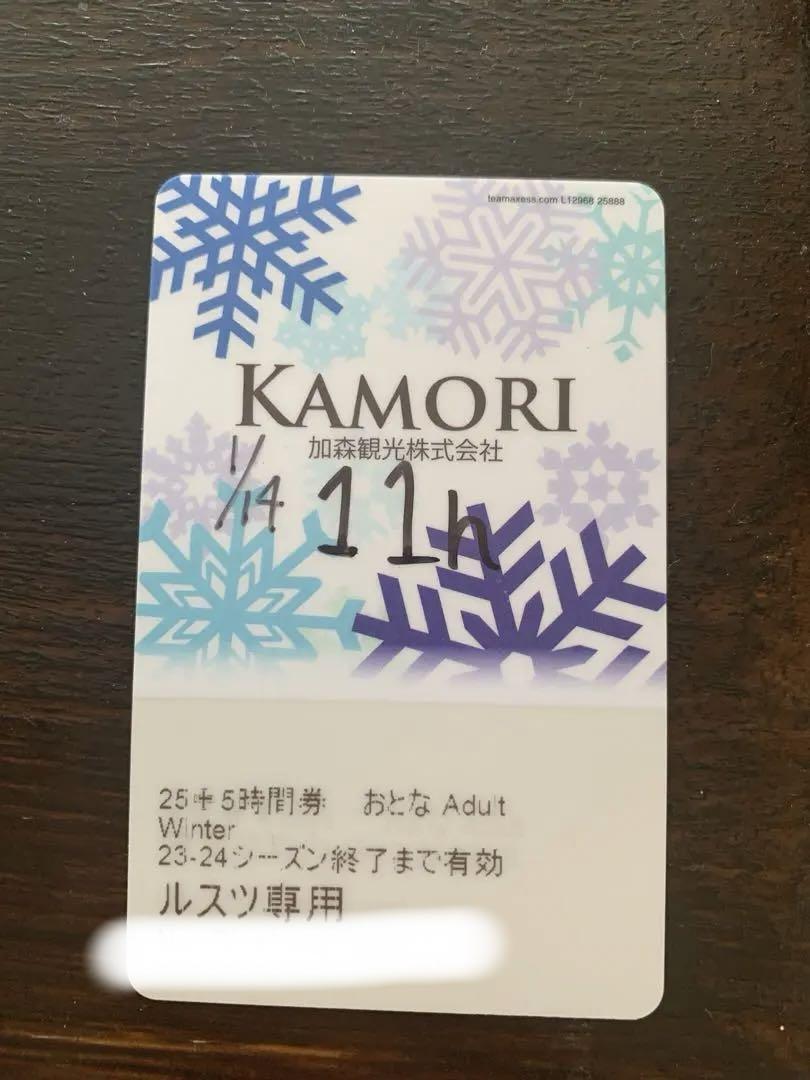 teamaxess.com L12968 25888
KAMORI
加森観光株式会社
1/14 11h
25+5時間券 おとな Adult
Winter
23-24シーズン終了まで有効
ルスツ専用